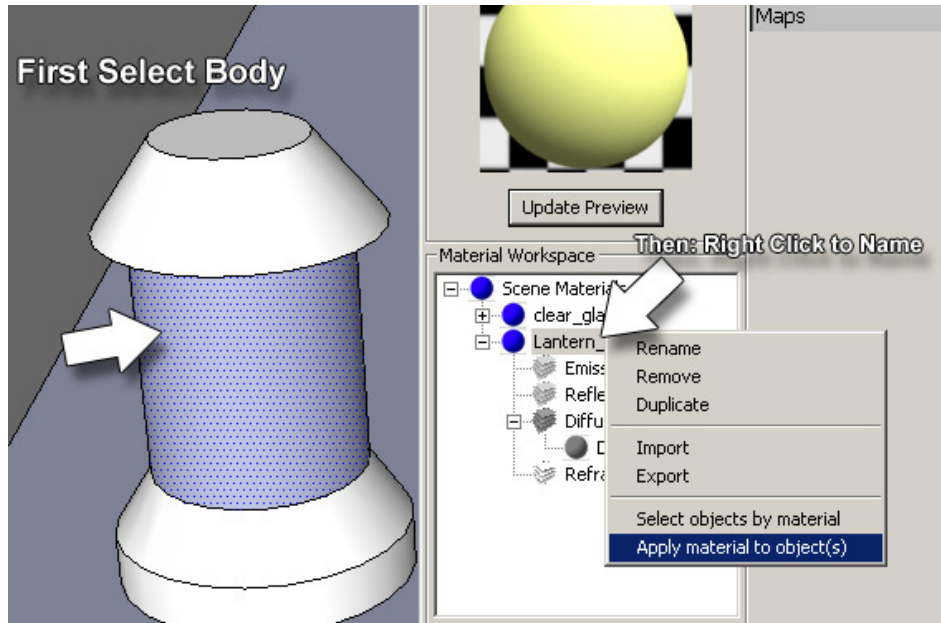 First Select Body
Maps
Update Preview
Then: Right Click to Name
Material Workspace
Scene Materials
clear_gla
Lantern_
Emiss
Refle
Diffu
D
Refra
Rename
Remove
Duplicate
Import
Export
Select objects by material
Apply material to object(s)